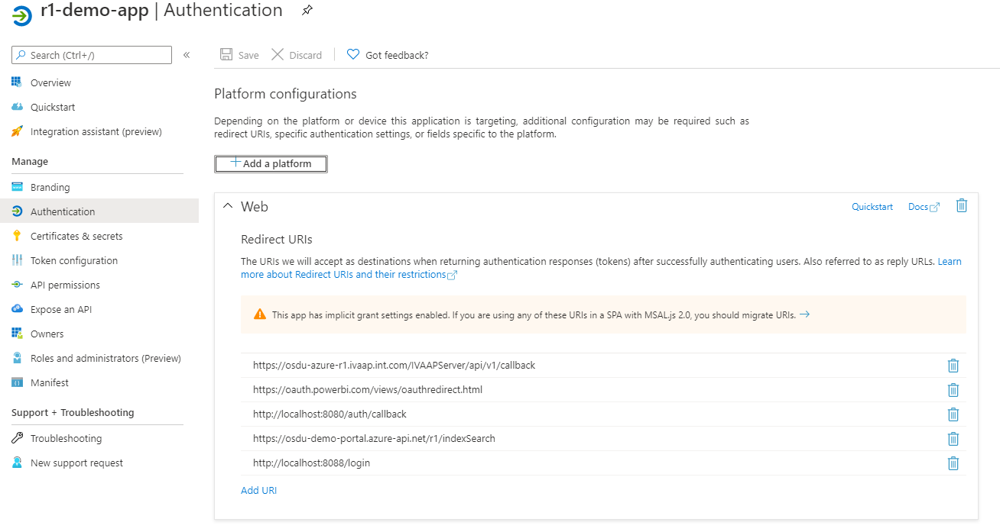 r1-demo-app | Authentication
Search (Ctrl+/)
«
Overview
Quickstart
Integration assistant (preview)
Manage
Branding
Authentication
Certificates & secrets
Token configuration
API permissions
Expose an API
Owners
Roles and administrators (Preview)
Manifest
Support + Troubleshooting
Troubleshooting
New support request
Save Discard Got feedback?
Platform configurations
Depending on the platform or device this application is targeting, additional configuration may be required such as
redirect URIs, specific authentication settings, or fields specific to the platform.
+ Add a platform
Web Quickstart Docs
Redirect URIs
The URIs we will accept as destinations when returning authentication responses (tokens) after successfully authenticating users. Also referred to as reply URLs. Learn
more about Redirect URIs and their restrictions
This app has implicit grant settings enabled. If you are using any of these URIs in a SPA with MSAL.js 2.0, you should migrate URIs. →
https://osdu-azure-r1.ivaap.int.com/IVAAPServer/api/v1/callback
https://oauth.powerbi.com/views/oauthredirect.html
http://localhost:8080/auth/callback
https://osdu-demo-portal.azure-api.net/r1/indexSearch
http://localhost:8088/login
Add URI